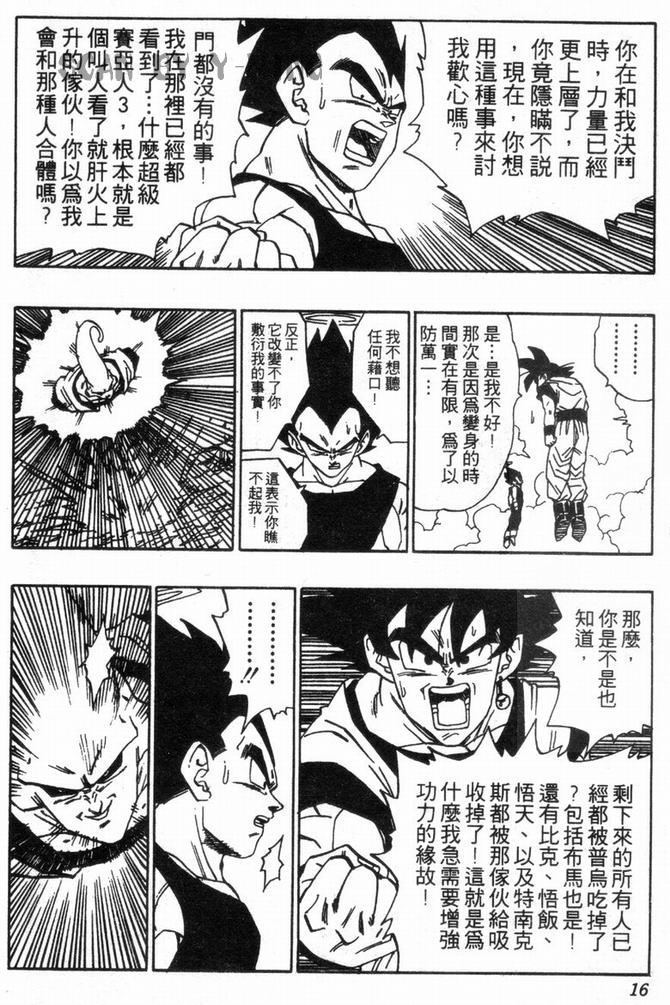 你在和我決鬥
時，力量已經
更上層了，而
你竟隱瞞不說
，現在，你想
用這種事來討
我歡心嗎？
門都沒有的事！
我在那裡已經都
看到了…什麼超級
賽亞人3，根本就是
個叫人看了就肝火上
升的傢伙！你以為我
會和那種人合體嗎？
………
是…是我不好！
那次是因為變身的時
間實在有限，為了以
防萬一…
我不想聽
任何藉口！
反正，
它改變不了你
敷衍我的事實！
這表示你瞧
不起我！
那麼，
你是不是也
知道，
剩下來的所有人已
經都被普烏吃掉了
？包括布馬也是！
還有比克、悟飯、
悟天、以及特南克
斯都被那傢伙給吸
收掉了！這就是為
什麼我急需要增強
功力的緣故！
………
……!!
16